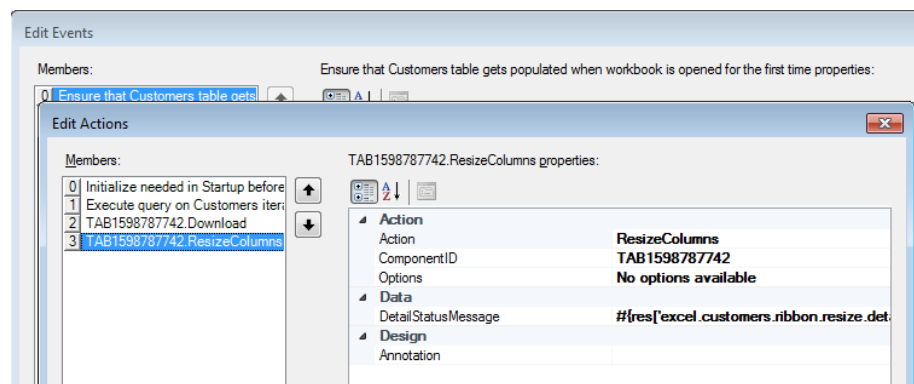 Edit Events
Members:
Ensure that Customers table gets populated when workbook is opened for the first time properties:
0 Ensure that Customers table gets
Edit Actions
Members:
TAB1598787742.ResizeColumns properties:
0 Initialize needed in Startup before
1 Execute query on Customers itera
2 TAB1598787742.Download
3 TAB1598787742.ResizeColumns
Action
Action ResizeColumns
ComponentID TAB1598787742
Options No options available
Data
DetailStatusMessage #{res['excel.customers.ribbon.resize.det
Design
Annotation